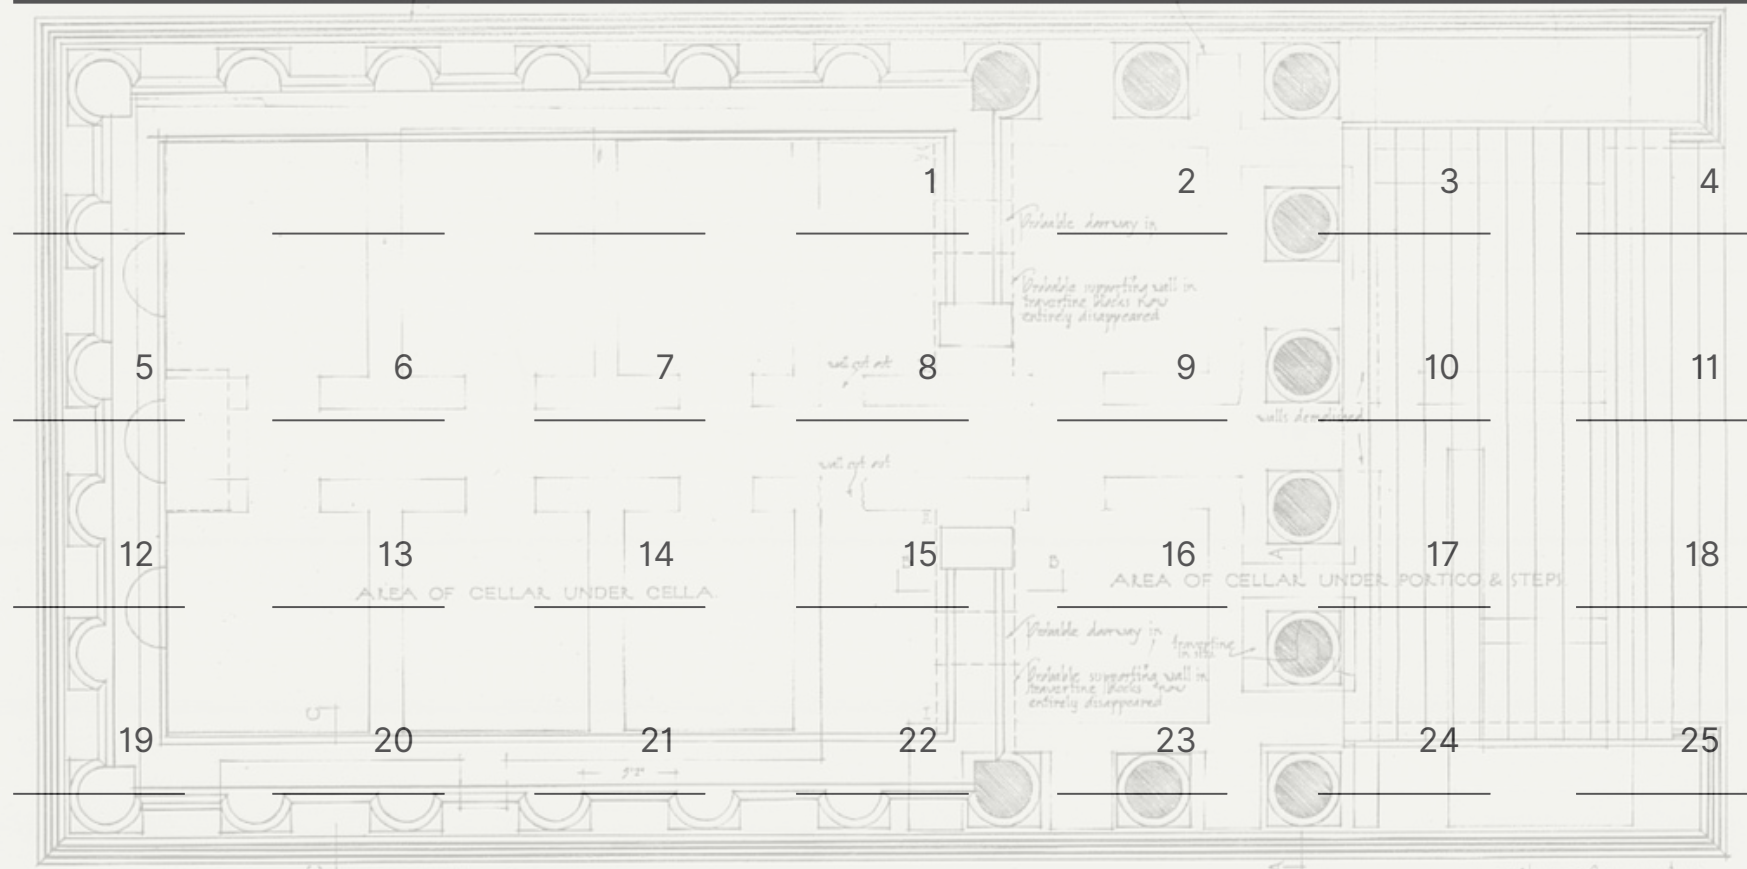 1 2 3 4
Probable doorway in
Probable supporting wall in
travertine blocks now
entirely disappeared
5 6 7 8 9 10 11
wall cut out
walls demolished
wall cut out
12 13 14 15 16 17 18
B B A
AREA OF CELLAR UNDER CELLA.
AREA OF CELLAR UNDER PORTICO & STEPS
Probable doorway in
travertine
in situ.
Probable supporting wall in
travertine blocks now
entirely disappeared
C
19 20 21 22 23 24 25